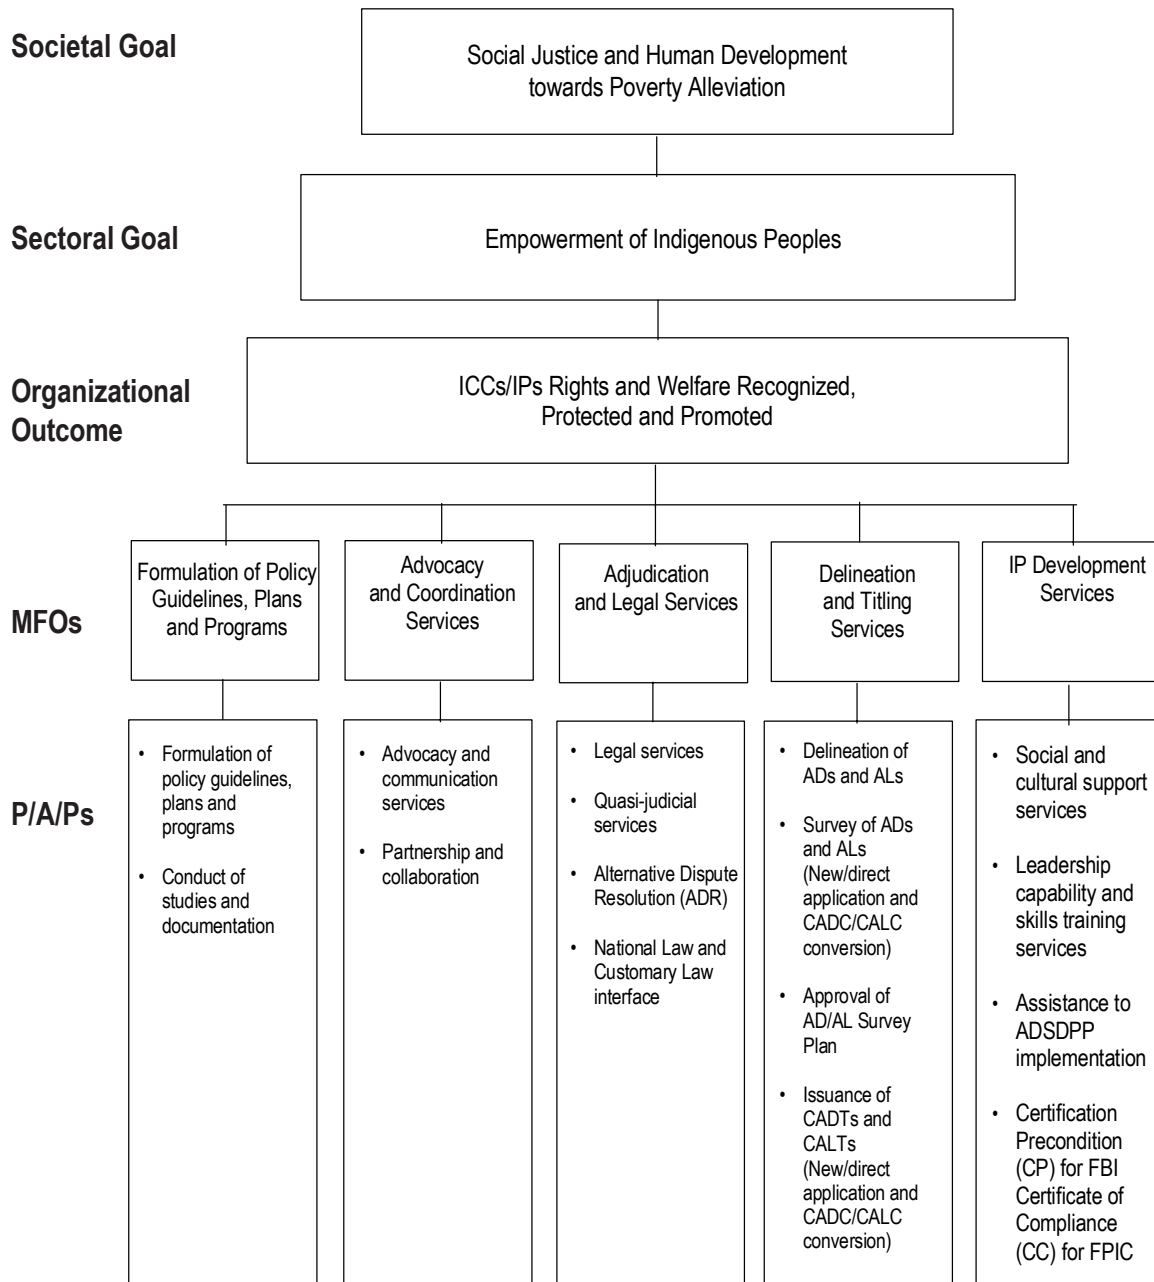 Societal Goal
Social Justice and Human Development
towards Poverty Alleviation
Sectoral Goal
Empowerment of Indigenous Peoples
Organizational
Outcome
ICCs/IPs Rights and Welfare Recognized,
Protected and Promoted
MFOs
Formulation of Policy
Guidelines, Plans
and Programs
Advocacy
and Coordination
Services
Adjudication
and Legal Services
Delineation
and Titling
Services
IP Development
Services
P/A/Ps
• Formulation of
policy guidelines,
plans and
programs
• Conduct of
studies and
documentation
• Advocacy and
communication
services
• Partnership and
collaboration
• Legal services
• Quasi-judicial
services
• Alternative Dispute
Resolution (ADR)
• National Law and
Customary Law
interface
• Delineation of
ADs and ALs
• Survey of ADs
and ALs
(New/direct
application and
CADC/CALC
conversion)
• Approval of
AD/AL Survey
Plan
• Issuance of
CADTs and
CALTs
(New/direct
application and
CADC/CALC
conversion)
• Social and
cultural support
services
• Leadership
capability and
skills training
services
• Assistance to
ADSDPP
implementation
• Certification
Precondition
(CP) for FBI
Certificate of
Compliance
(CC) for FPIC